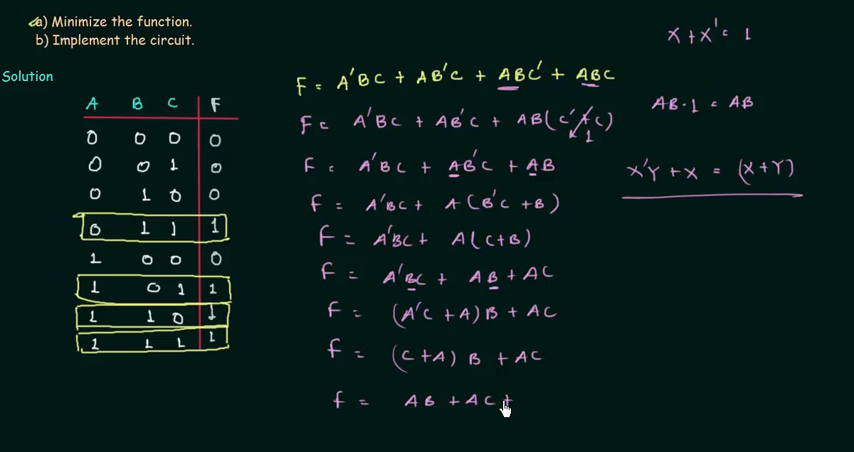 a) Minimize the function.
b) Implement the circuit.
Solution
A B C F
0 0 0 0
0 0 1 0
0 1 0 0
0 1 1 1
1 0 0 0
1 0 1 1
1 1 0 1
1 1 1 1
F = A'BC + AB'C + ABC' + ABC
F = A'BC + AB'C + AB(C'+C)
1
F = A'BC + AB'C + AB
F = A'BC + A(B'C+B)
F = A'BC + A(C+B)
F = A'BC + AB + AC
F = (A'C+A)B + AC
F = (C+A)B + AC
F = AB + AC +
X+X' = 1
AB·1 = AB
X'Y+X = (X+Y)